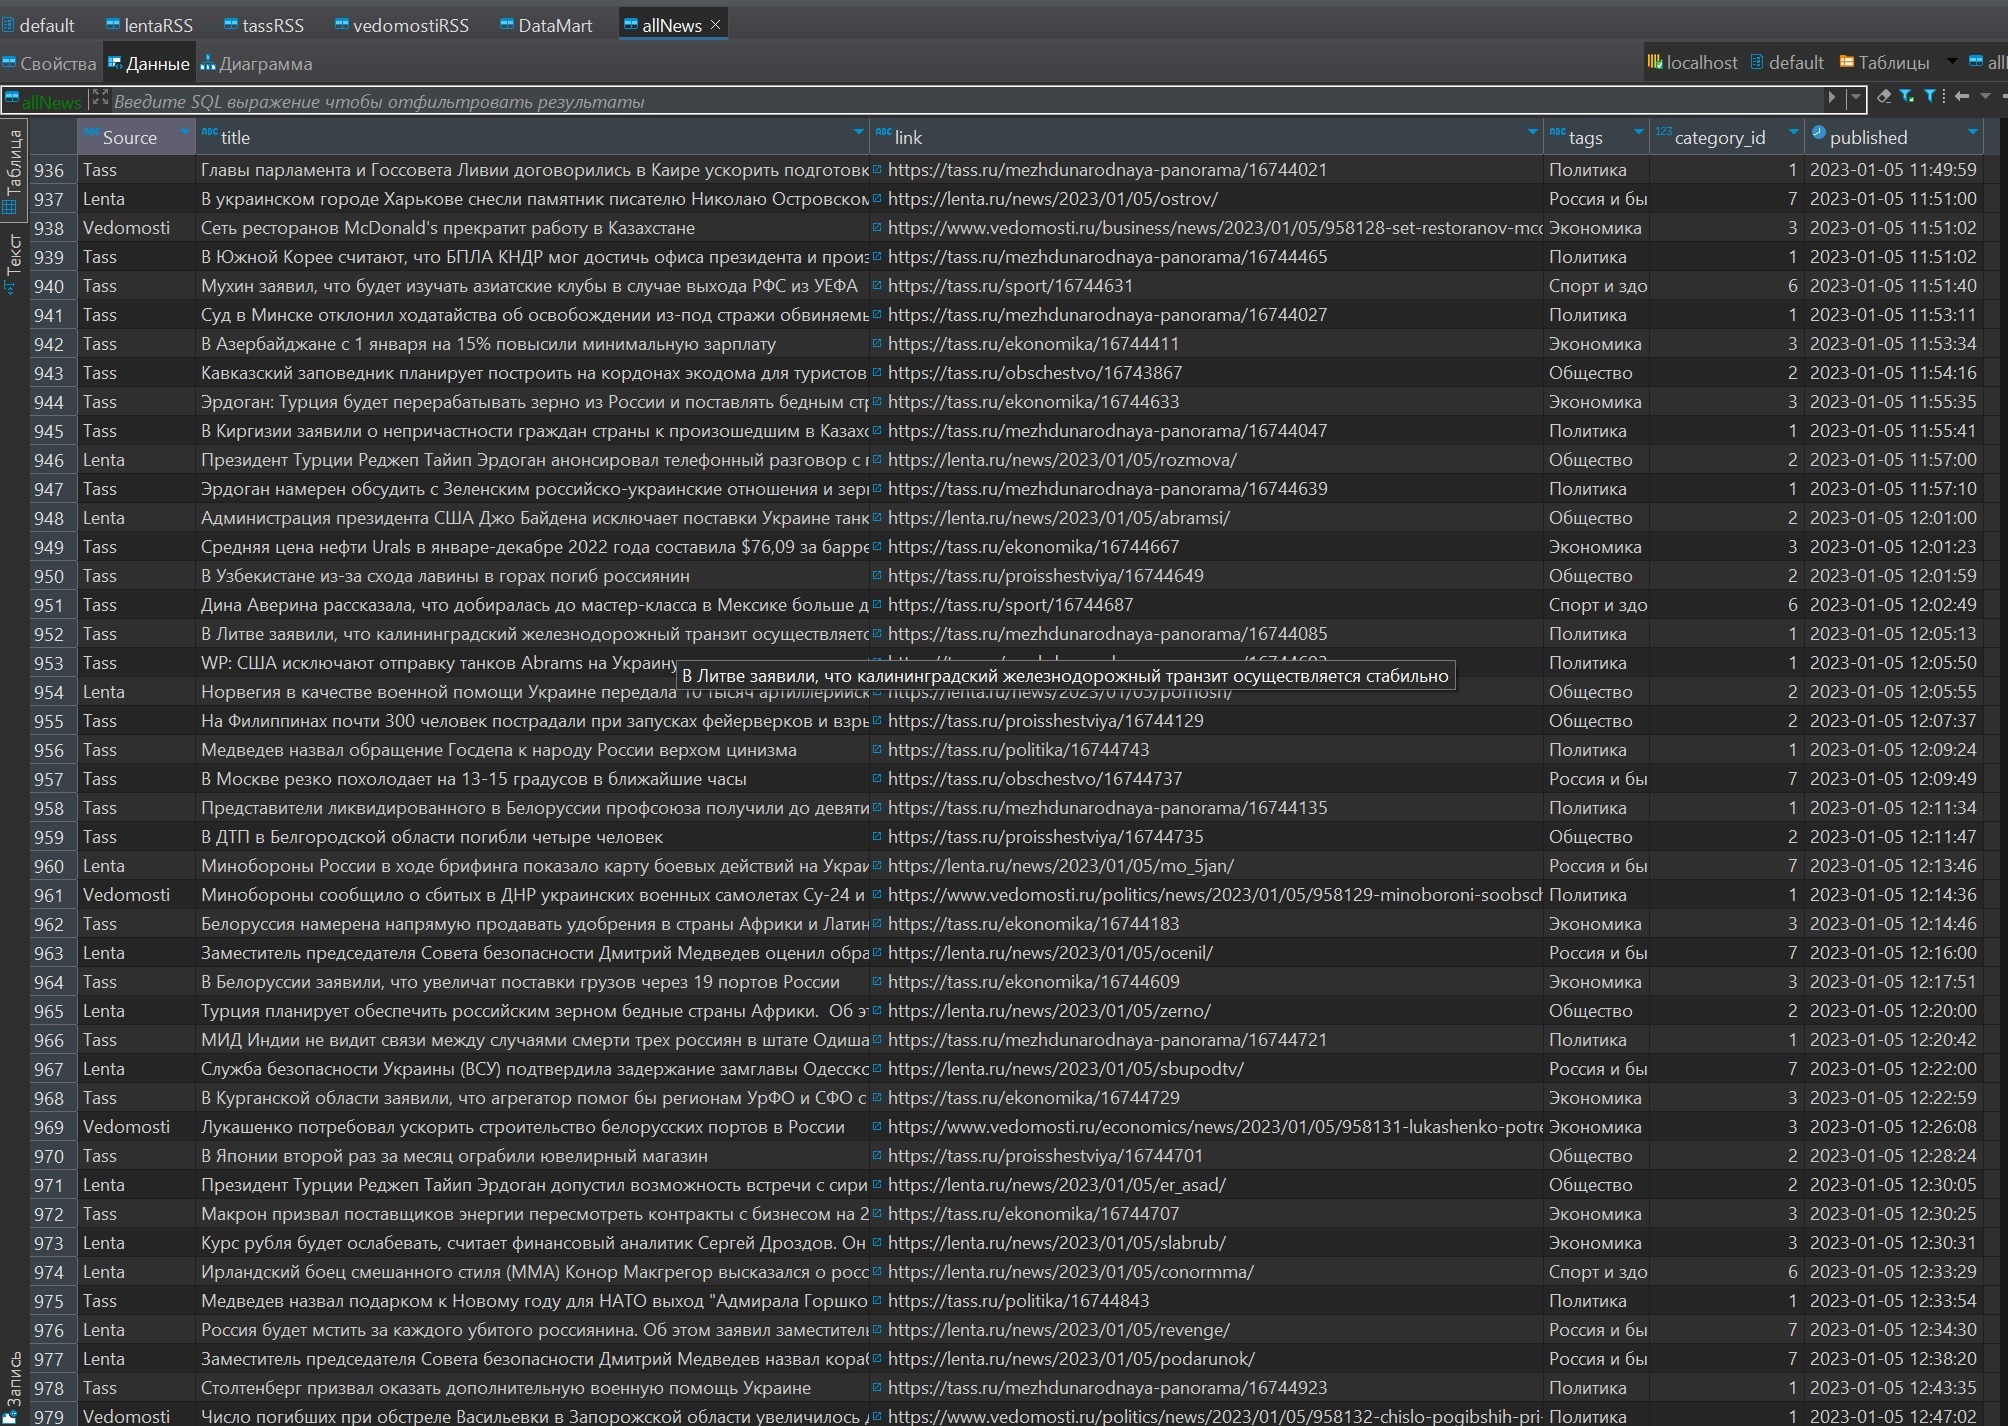 default lentaRSS tassRSS vedomostiRSS DataMart allNews
Свойства Данные Диаграмма localhost default Таблицы all
allNews Введите SQL выражение чтобы отфильтровать результаты
Таблица
Текст
Запись
ABC Source ABC title ABC link ABC tags 123 category_id published
936 Tass Главы парламента и Госсовета Ливии договорились в Каире ускорить подготовк https://tass.ru/mezhdunarodnaya-panorama/16744021 Политика 1 2023-01-05 11:49:59
937 Lenta В украинском городе Харькове снесли памятник писателю Николаю Островском https://lenta.ru/news/2023/01/05/ostrov/ Россия и бы 7 2023-01-05 11:51:00
938 Vedomosti Сеть ресторанов McDonald's прекратит работу в Казахстане https://www.vedomosti.ru/business/news/2023/01/05/958128-set-restoranov-mcc Экономика 3 2023-01-05 11:51:02
939 Tass В Южной Корее считают, что БПЛА КНДР мог достичь офиса президента и произ https://tass.ru/mezhdunarodnaya-panorama/16744465 Политика 1 2023-01-05 11:51:02
940 Tass Мухин заявил, что будет изучать азиатские клубы в случае выхода РФС из УЕФА https://tass.ru/sport/16744631 Спорт и здо 6 2023-01-05 11:51:40
941 Tass Суд в Минске отклонил ходатайства об освобождении из-под стражи обвиняемь https://tass.ru/mezhdunarodnaya-panorama/16744027 Политика 1 2023-01-05 11:53:11
942 Tass В Азербайджане с 1 января на 15% повысили минимальную зарплату https://tass.ru/ekonomika/16744411 Экономика 3 2023-01-05 11:53:34
943 Tass Кавказский заповедник планирует построить на кордонах экодома для туристов https://tass.ru/obschestvo/16743867 Общество 2 2023-01-05 11:54:16
944 Tass Эрдоган: Турция будет перерабатывать зерно из России и поставлять бедным стр https://tass.ru/ekonomika/16744633 Экономика 3 2023-01-05 11:55:35
945 Tass В Киргизии заявили о непричастности граждан страны к произошедшим в Казахс https://tass.ru/mezhdunarodnaya-panorama/16744047 Политика 1 2023-01-05 11:55:41
946 Lenta Президент Турции Реджеп Тайип Эрдоган анонсировал телефонный разговор с г https://lenta.ru/news/2023/01/05/rozmova/ Общество 2 2023-01-05 11:57:00
947 Tass Эрдоган намерен обсудить с Зеленским российско-украинские отношения и зер https://tass.ru/mezhdunarodnaya-panorama/16744639 Политика 1 2023-01-05 11:57:10
948 Lenta Администрация президента США Джо Байдена исключает поставки Украине танк https://lenta.ru/news/2023/01/05/abramsi/ Общество 2 2023-01-05 12:01:00
949 Tass Средняя цена нефти Urals в январе-декабре 2022 года составила $76,09 за барре https://tass.ru/ekonomika/16744667 Экономика 3 2023-01-05 12:01:23
950 Tass В Узбекистане из-за схода лавины в горах погиб россиянин https://tass.ru/proisshestviya/16744649 Общество 2 2023-01-05 12:01:59
951 Tass Дина Аверина рассказала, что добиралась до мастер-класса в Мексике больше д https://tass.ru/sport/16744687 Спорт и здо 6 2023-01-05 12:02:49
952 Tass В Литве заявили, что калининградский железнодорожный транзит осуществляетс https://tass.ru/mezhdunarodnaya-panorama/16744085 Политика 1 2023-01-05 12:05:13
953 Tass WP: США исключают отправку танков Abrams на Украину Политика 1 2023-01-05 12:05:50
В Литве заявили, что калининградский железнодорожный транзит осуществляется стабильно
954 Lenta Норвегия в качестве военной помощи Украине передала 10 тысяч артиллерийск https://lenta.ru/news/2023/01/05/pomosh/ Общество 2 2023-01-05 12:05:55
955 Tass На Филиппинах почти 300 человек пострадали при запусках фейерверков и взры https://tass.ru/proisshestviya/16744129 Общество 2 2023-01-05 12:07:37
956 Tass Медведев назвал обращение Госдепа к народу России верхом цинизма https://tass.ru/politika/16744743 Политика 1 2023-01-05 12:09:24
957 Tass В Москве резко похолодает на 13-15 градусов в ближайшие часы https://tass.ru/obschestvo/16744737 Россия и бы 7 2023-01-05 12:09:49
958 Tass Представители ликвидированного в Белоруссии профсоюза получили до девяти https://tass.ru/mezhdunarodnaya-panorama/16744135 Политика 1 2023-01-05 12:11:34
959 Tass В ДТП в Белгородской области погибли четыре человек https://tass.ru/proisshestviya/16744735 Общество 2 2023-01-05 12:11:47
960 Lenta Минобороны России в ходе брифинга показало карту боевых действий на Украи https://lenta.ru/news/2023/01/05/mo_5jan/ Россия и бы 7 2023-01-05 12:13:46
961 Vedomosti Минобороны сообщило о сбитых в ДНР украинских военных самолетах Су-24 и https://www.vedomosti.ru/politics/news/2023/01/05/958129-minoboroni-soobsch Политика 1 2023-01-05 12:14:36
962 Tass Белоруссия намерена напрямую продавать удобрения в страны Африки и Латин https://tass.ru/ekonomika/16744183 Экономика 3 2023-01-05 12:14:46
963 Lenta Заместитель председателя Совета безопасности Дмитрий Медведев оценил обра https://lenta.ru/news/2023/01/05/ocenil/ Россия и бы 7 2023-01-05 12:16:00
964 Tass В Белоруссии заявили, что увеличат поставки грузов через 19 портов России https://tass.ru/ekonomika/16744609 Экономика 3 2023-01-05 12:17:51
965 Lenta Турция планирует обеспечить российским зерном бедные страны Африки. Об эт https://lenta.ru/news/2023/01/05/zerno/ Общество 2 2023-01-05 12:20:00
966 Tass МИД Индии не видит связи между случаями смерти трех россиян в штате Одиша https://tass.ru/mezhdunarodnaya-panorama/16744721 Политика 1 2023-01-05 12:20:42
967 Lenta Служба безопасности Украины (ВСУ) подтвердила задержание замглавы Одесско https://lenta.ru/news/2023/01/05/sbupodtv/ Россия и бы 7 2023-01-05 12:22:00
968 Tass В Курганской области заявили, что агрегатор помог бы регионам УрФО и СФО с https://tass.ru/ekonomika/16744729 Экономика 3 2023-01-05 12:22:59
969 Vedomosti Лукашенко потребовал ускорить строительство белорусских портов в России https://www.vedomosti.ru/economics/news/2023/01/05/958131-lukashenko-potre Экономика 3 2023-01-05 12:26:08
970 Tass В Японии второй раз за месяц ограбили ювелирный магазин https://tass.ru/proisshestviya/16744701 Общество 2 2023-01-05 12:28:24
971 Lenta Президент Турции Реджеп Тайип Эрдоган допустил возможность встречи с сири https://lenta.ru/news/2023/01/05/er_asad/ Общество 2 2023-01-05 12:30:05
972 Tass Макрон призвал поставщиков энергии пересмотреть контракты с бизнесом на 2 https://tass.ru/ekonomika/16744707 Экономика 3 2023-01-05 12:30:25
973 Lenta Курс рубля будет ослабевать, считает финансовый аналитик Сергей Дроздов. Он https://lenta.ru/news/2023/01/05/slabrub/ Экономика 3 2023-01-05 12:30:31
974 Lenta Ирландский боец смешанного стиля (ММА) Конор Макгрегор высказался о росс https://lenta.ru/news/2023/01/05/conormma/ Спорт и здо 6 2023-01-05 12:33:29
975 Tass Медведев назвал подарком к Новому году для НАТО выход "Адмирала Горшко https://tass.ru/politika/16744843 Политика 1 2023-01-05 12:33:54
976 Lenta Россия будет мстить за каждого убитого россиянина. Об этом заявил заместитель https://lenta.ru/news/2023/01/05/revenge/ Россия и бы 7 2023-01-05 12:34:30
977 Lenta Заместитель председателя Совета безопасности Дмитрий Медведев назвал кораб https://lenta.ru/news/2023/01/05/podarunok/ Россия и бы 7 2023-01-05 12:38:20
978 Tass Столтенберг призвал оказать дополнительную военную помощь Украине https://tass.ru/mezhdunarodnaya-panorama/16744923 Политика 1 2023-01-05 12:43:35
979 Vedomosti Число погибших при обстреле Васильевки в Запорожской области увеличилось https://www.vedomosti.ru/politics/news/2023/01/05/958132-chislo-pogibshih-pri- Политика 1 2023-01-05 12:47:02